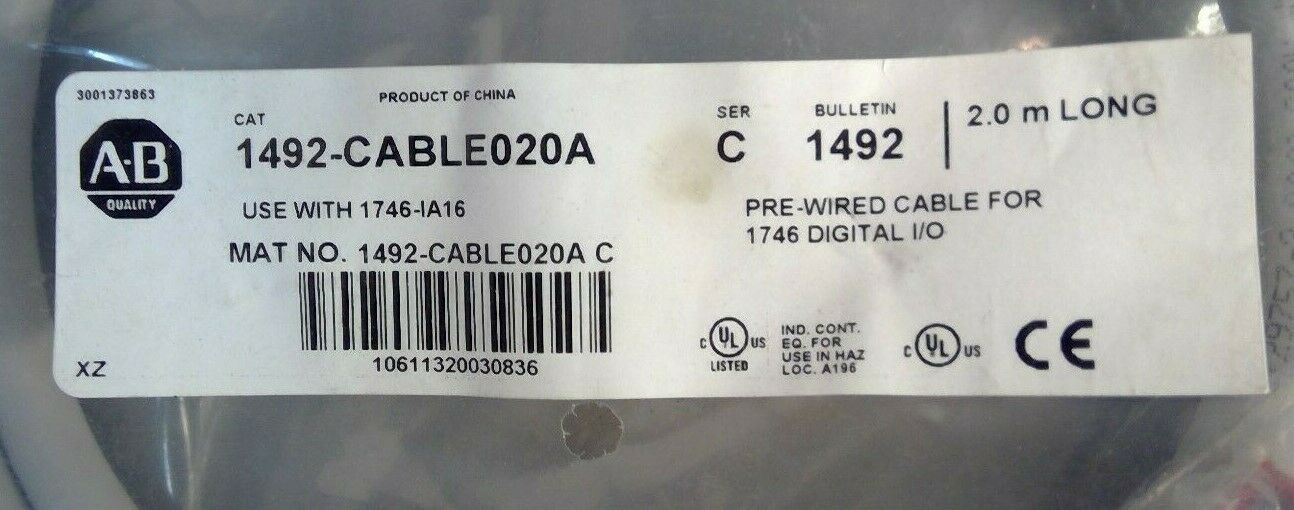 3001373863
PRODUCT OF CHINA
A-B
QUALITY
CAT
1492-CABLE020A
SER
C
BULLETIN
1492
2.0 m LONG
USE WITH 1746-IA16
PRE-WIRED CABLE FOR
1746 DIGITAL I/O
MAT NO. 1492-CABLE020A C
10611320030836
XZ
C UL US
LISTED
IND. CONT.
EQ. FOR
USE IN HAZ
LOC. A196
C UL US
CE